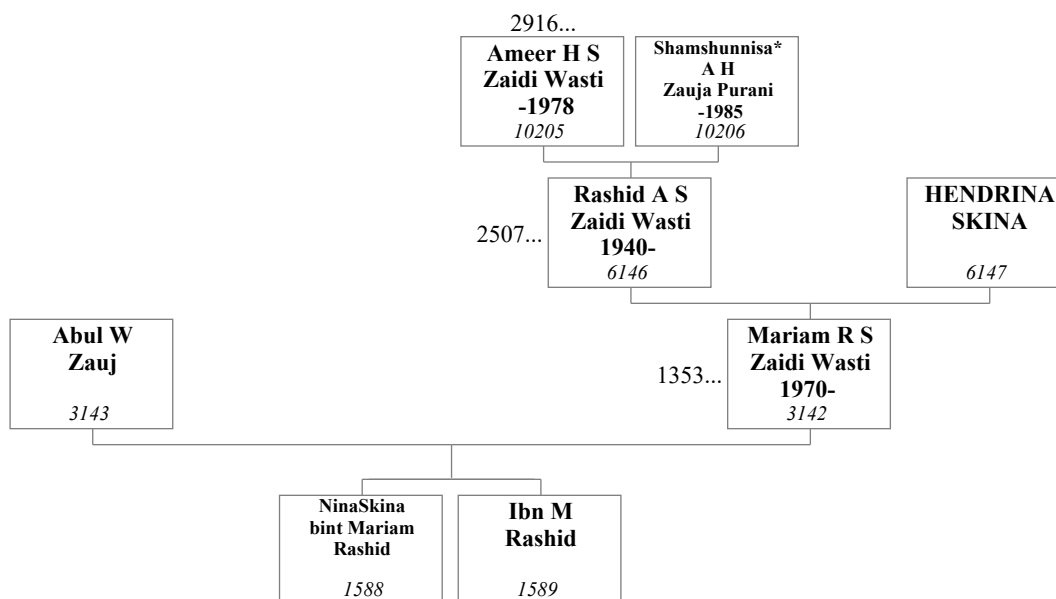 2916...
Ameer H S
Zaidi Wasti
-1978
10205
Shamshunnisa*
A H
Zauja Purani
-1985
10206
2507...
Rashid A S
Zaidi Wasti
1940-
6146
HENDRINA
SKINA
6147
Abul W
Zauj
3143
1353...
Mariam R S
Zaidi Wasti
1970-
3142
NinaSkina
bint Mariam
Rashid
1588
Ibn M
Rashid
1589